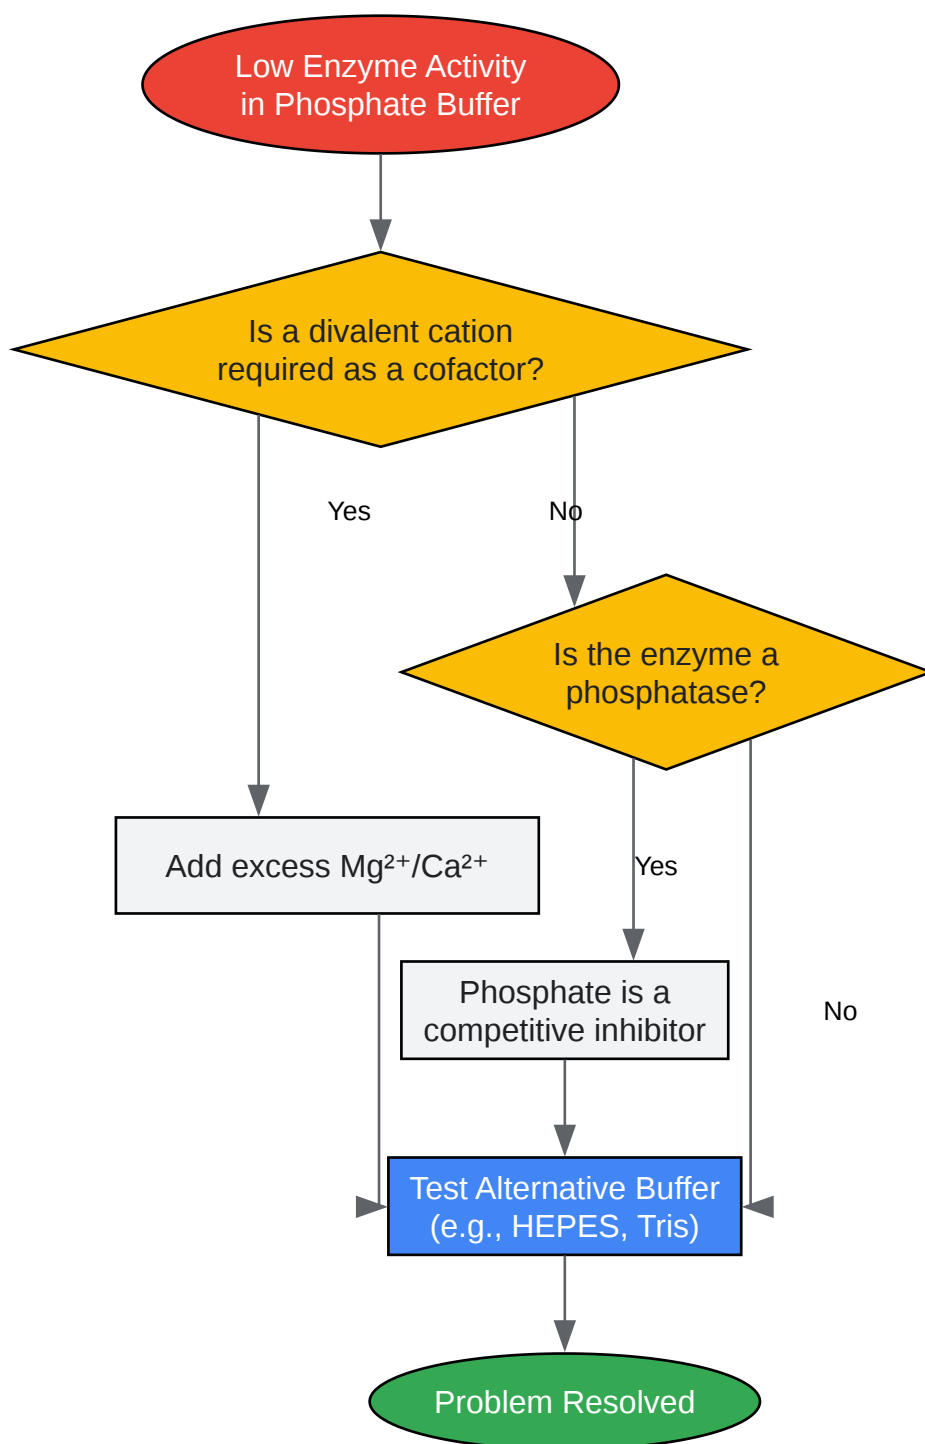 Low Enzyme Activity
in Phosphate Buffer
Is a divalent cation
required as a cofactor?
Yes
No
Is the enzyme a
phosphatase?
Add excess Mg²⁺/Ca²⁺
Yes
Phosphate is a
competitive inhibitor
No
Test Alternative Buffer
(e.g., HEPES, Tris)
Problem Resolved